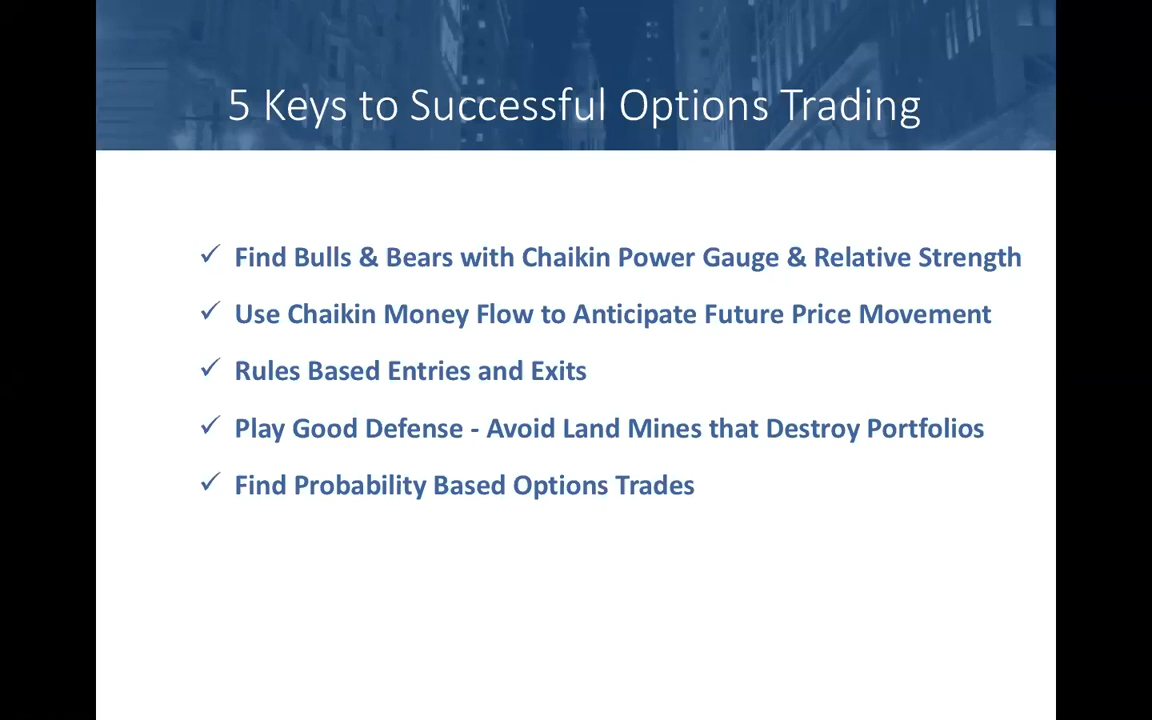 5 Keys to Successful Options Trading
✓ Find Bulls & Bears with Chaikin Power Gauge & Relative Strength
✓ Use Chaikin Money Flow to Anticipate Future Price Movement
✓ Rules Based Entries and Exits
✓ Play Good Defense - Avoid Land Mines that Destroy Portfolios
✓ Find Probability Based Options Trades